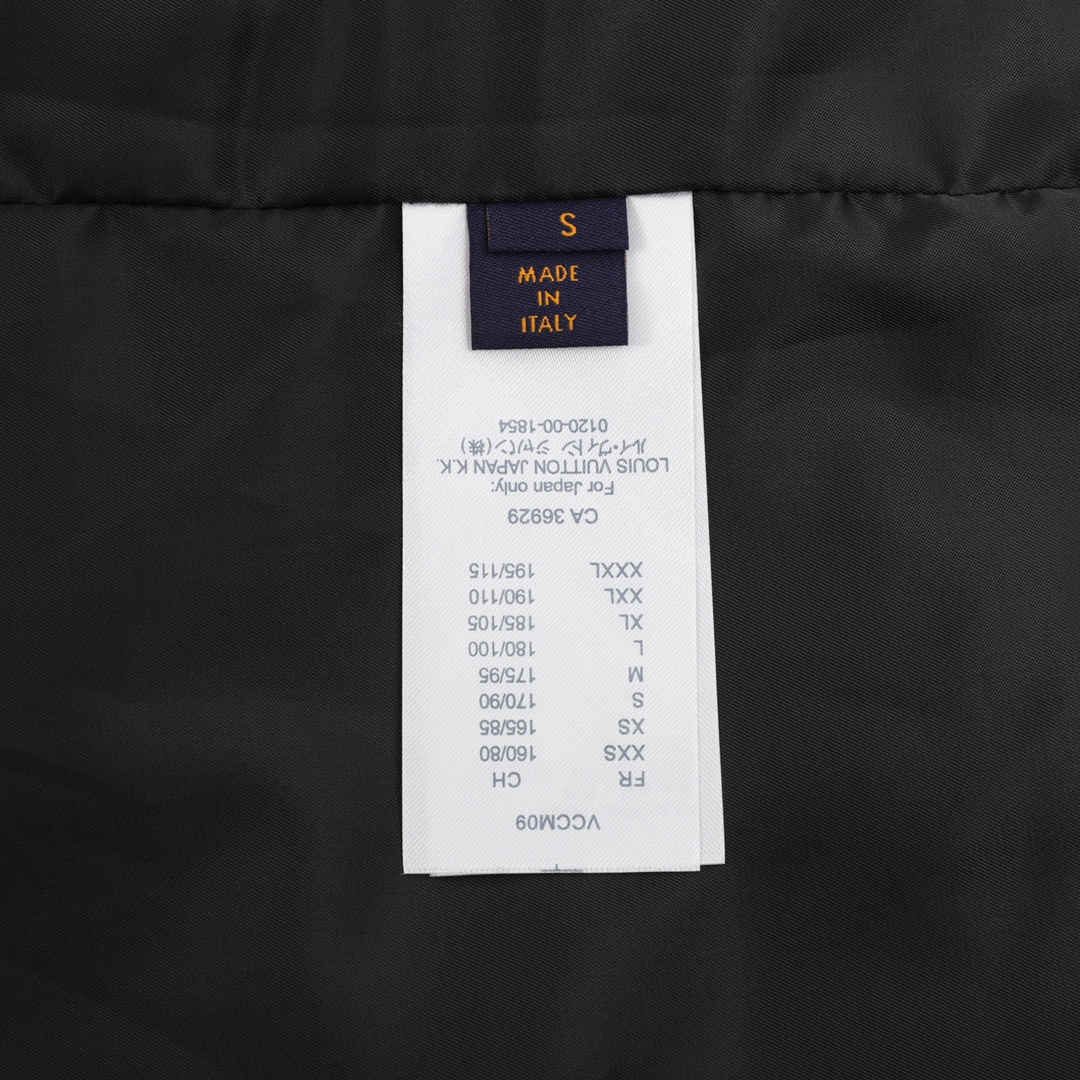 S
MADE
IN
ITALY
VCCM09
FR CH
XXS 160/80
XS 165/85
S 170/90
M 175/95
L 180/100
XL 185/105
XXL 190/110
XXXL 195/115
CA 36929
For Japan only:
LOUIS VUITTON JAPAN K.K.
ルイ・ヴィトン ジャパン(株)
0120-00-1854